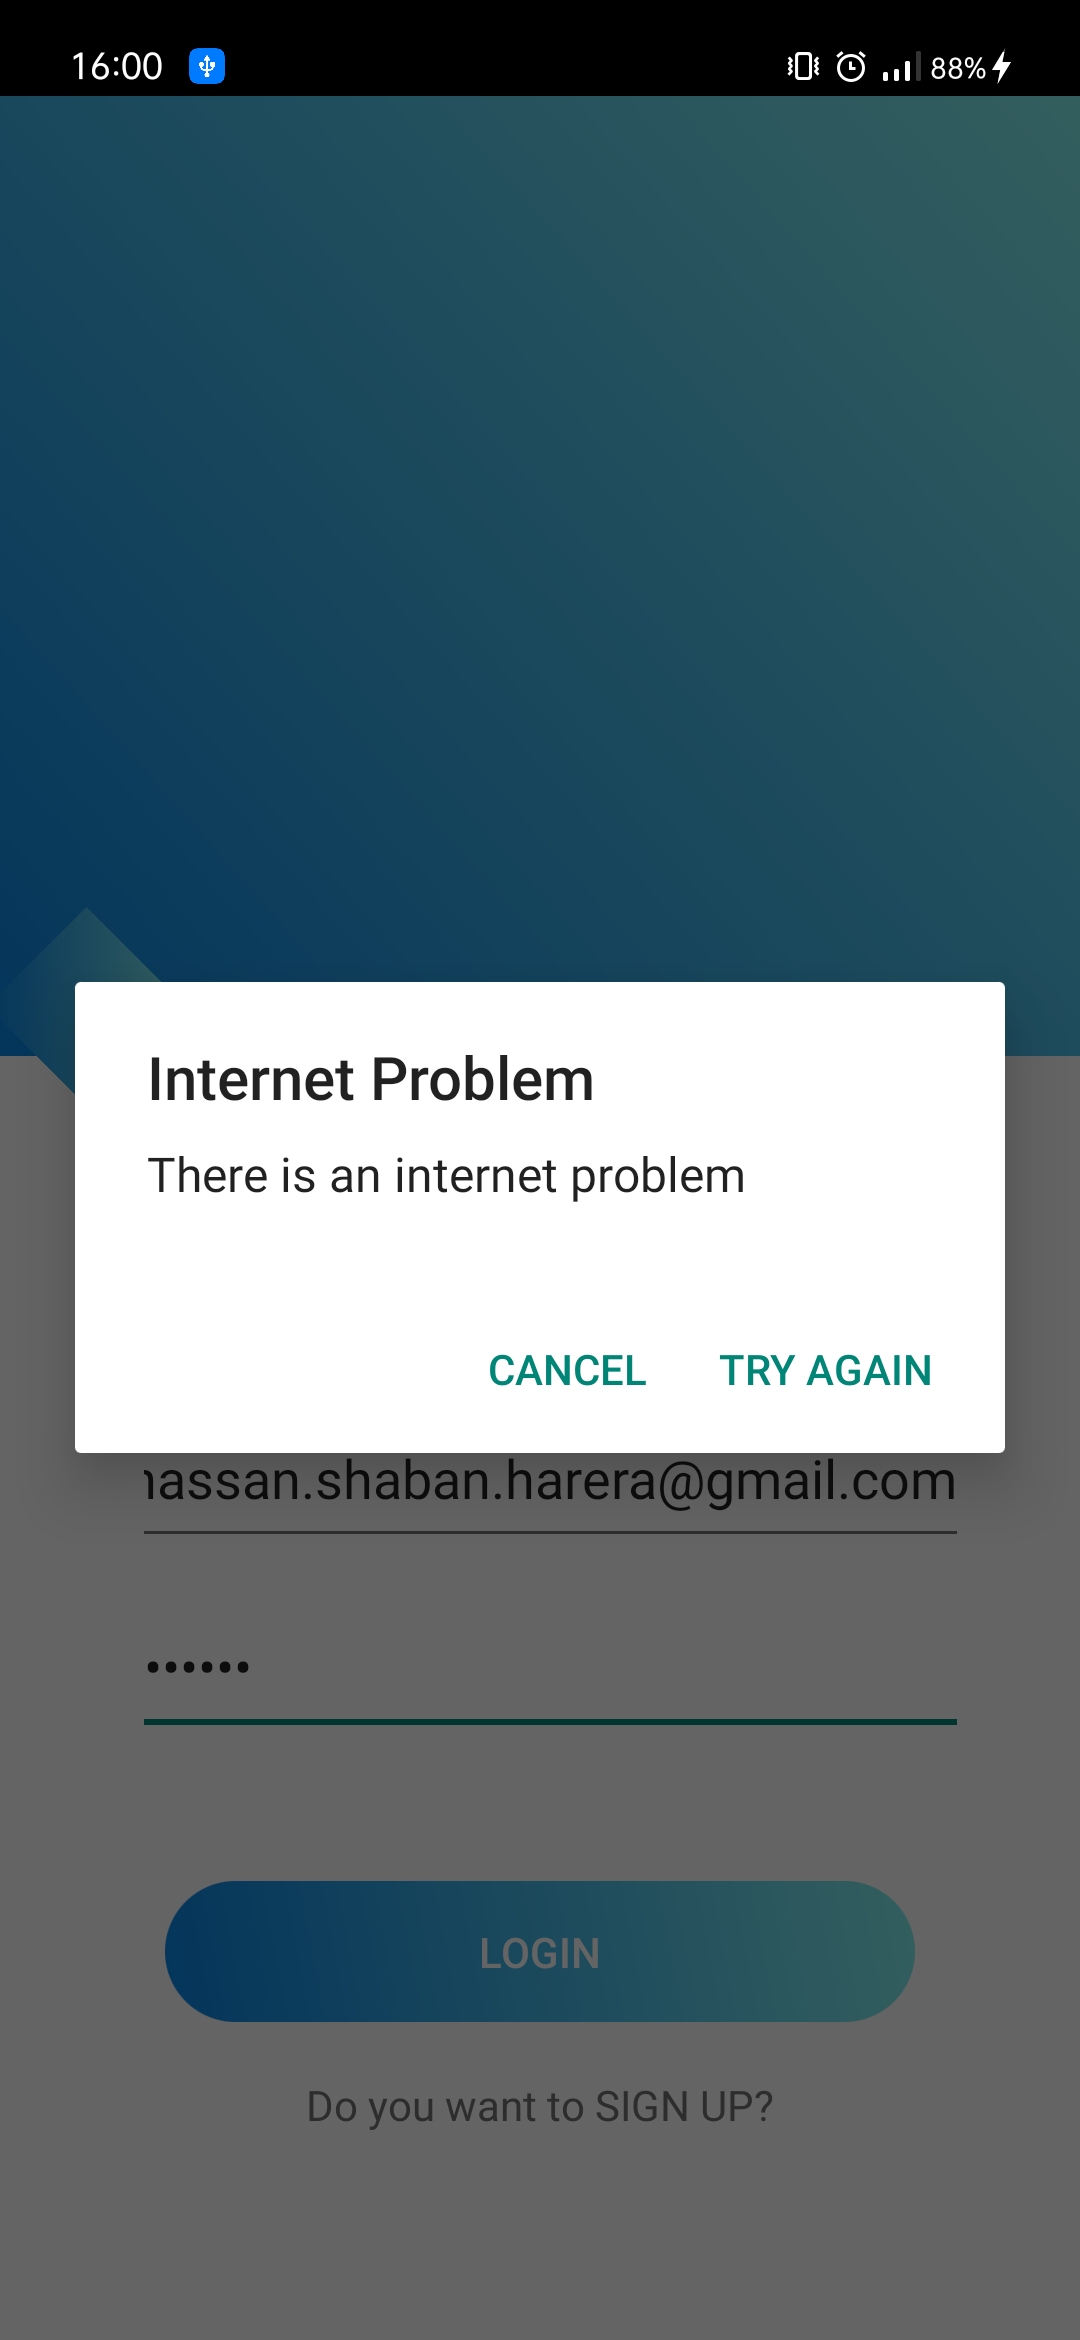 16:00
88%
Internet Problem
There is an internet problem
CANCEL TRY AGAIN
hassan.shaban.harera@gmail.com
••••••
LOGIN
Do you want to SIGN UP?